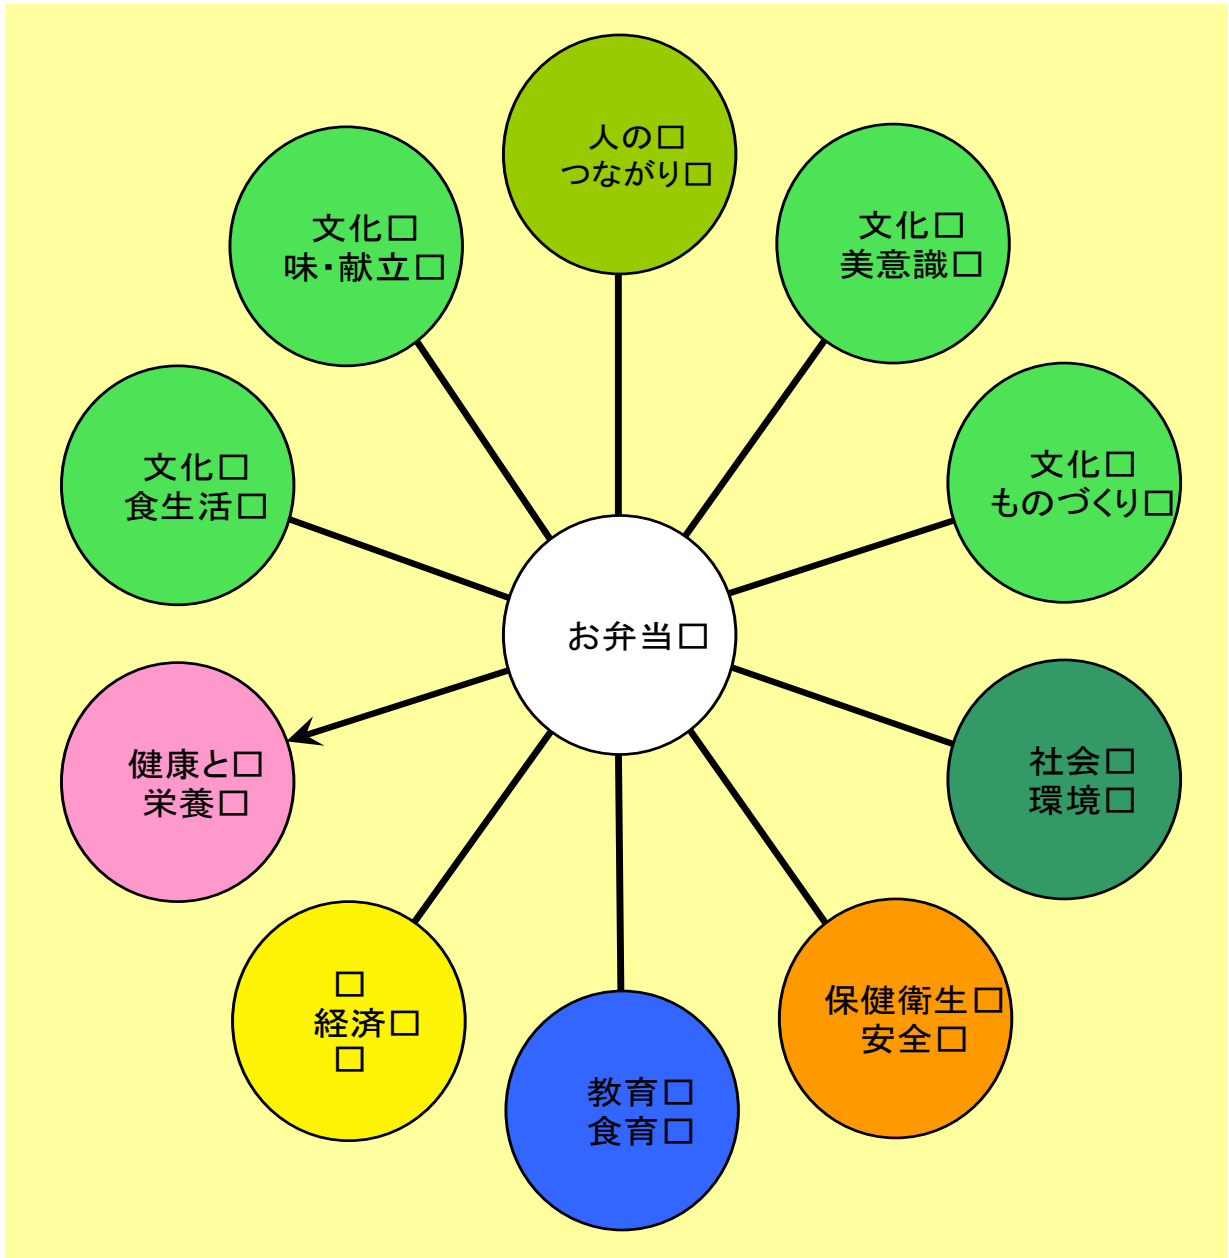 人の□
つながり□
文化□
美意識□
文化□
ものづくり□
社会□
環境□
保健衛生□
安全□
教育□
食育□
□
経済□
□
健康と□
栄養□
文化□
食生活□
文化□
味・献立□
お弁当□